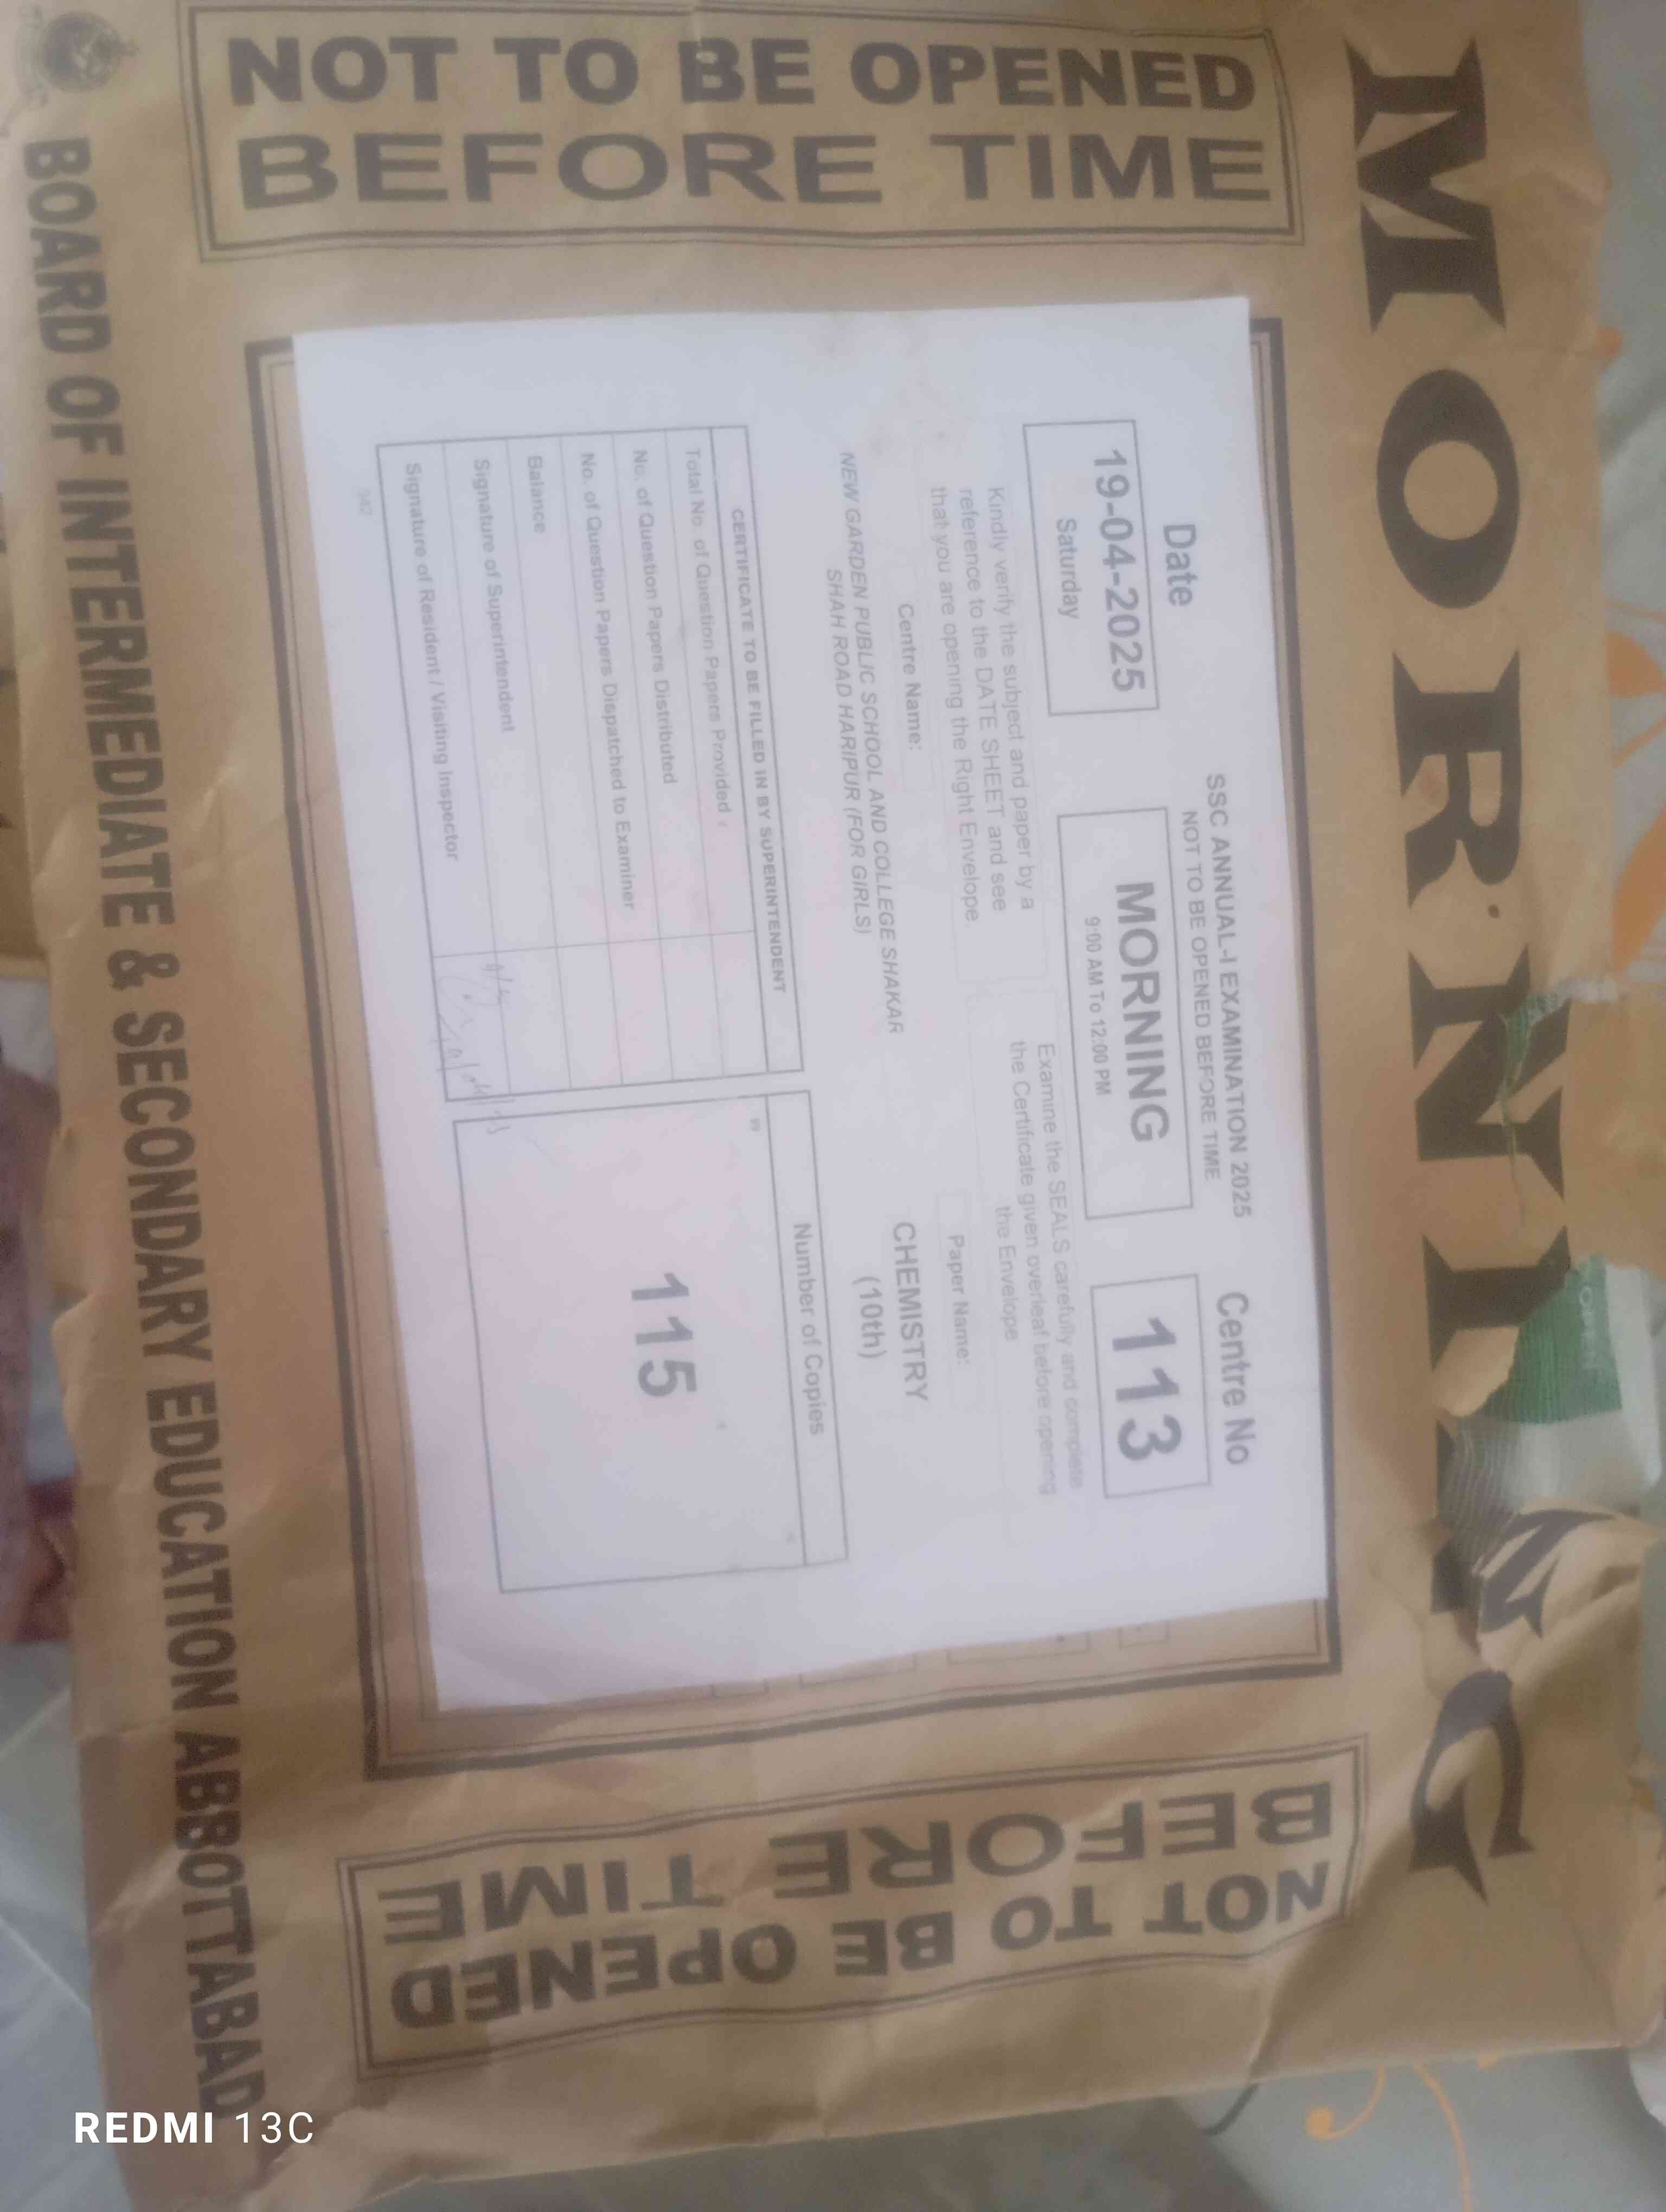 MORNING
NOT TO BE OPENED
BEFORE TIME
SSC ANNUAL-I EXAMINATION 2025
NOT TO BE OPENED BEFORE TIME
Date
19-04-2025
Saturday
MORNING
9:00 AM To 12:00 PM
Centre No
113
Kindly verify the subject and paper by a
reference to the DATE SHEET and see
that you are opening the Right Envelope.
Examine the SEALS carefully and complete
the Certificate given overleaf before opening
the Envelope
Centre Name:
NEW GARDEN PUBLIC SCHOOL AND COLLEGE SHAKAR
SHAH ROAD HARIPUR (FOR GIRLS)
Paper Name:
CHEMISTRY
(10th)
CERTIFICATE TO BE FILLED IN BY SUPERINTENDENT
Total No. of Question Papers Provided
No. of Question Papers Distributed
No. of Question Papers Dispatched to Examiner
Balance
Signature of Superintendent
Signature of Resident / Visiting Inspector
Number of Copies
115
NOT TO BE OPENED
BEFORE TIME
BOARD OF INTERMEDIATE & SECONDARY EDUCATION ABBOTTABAD
REDMI 13C